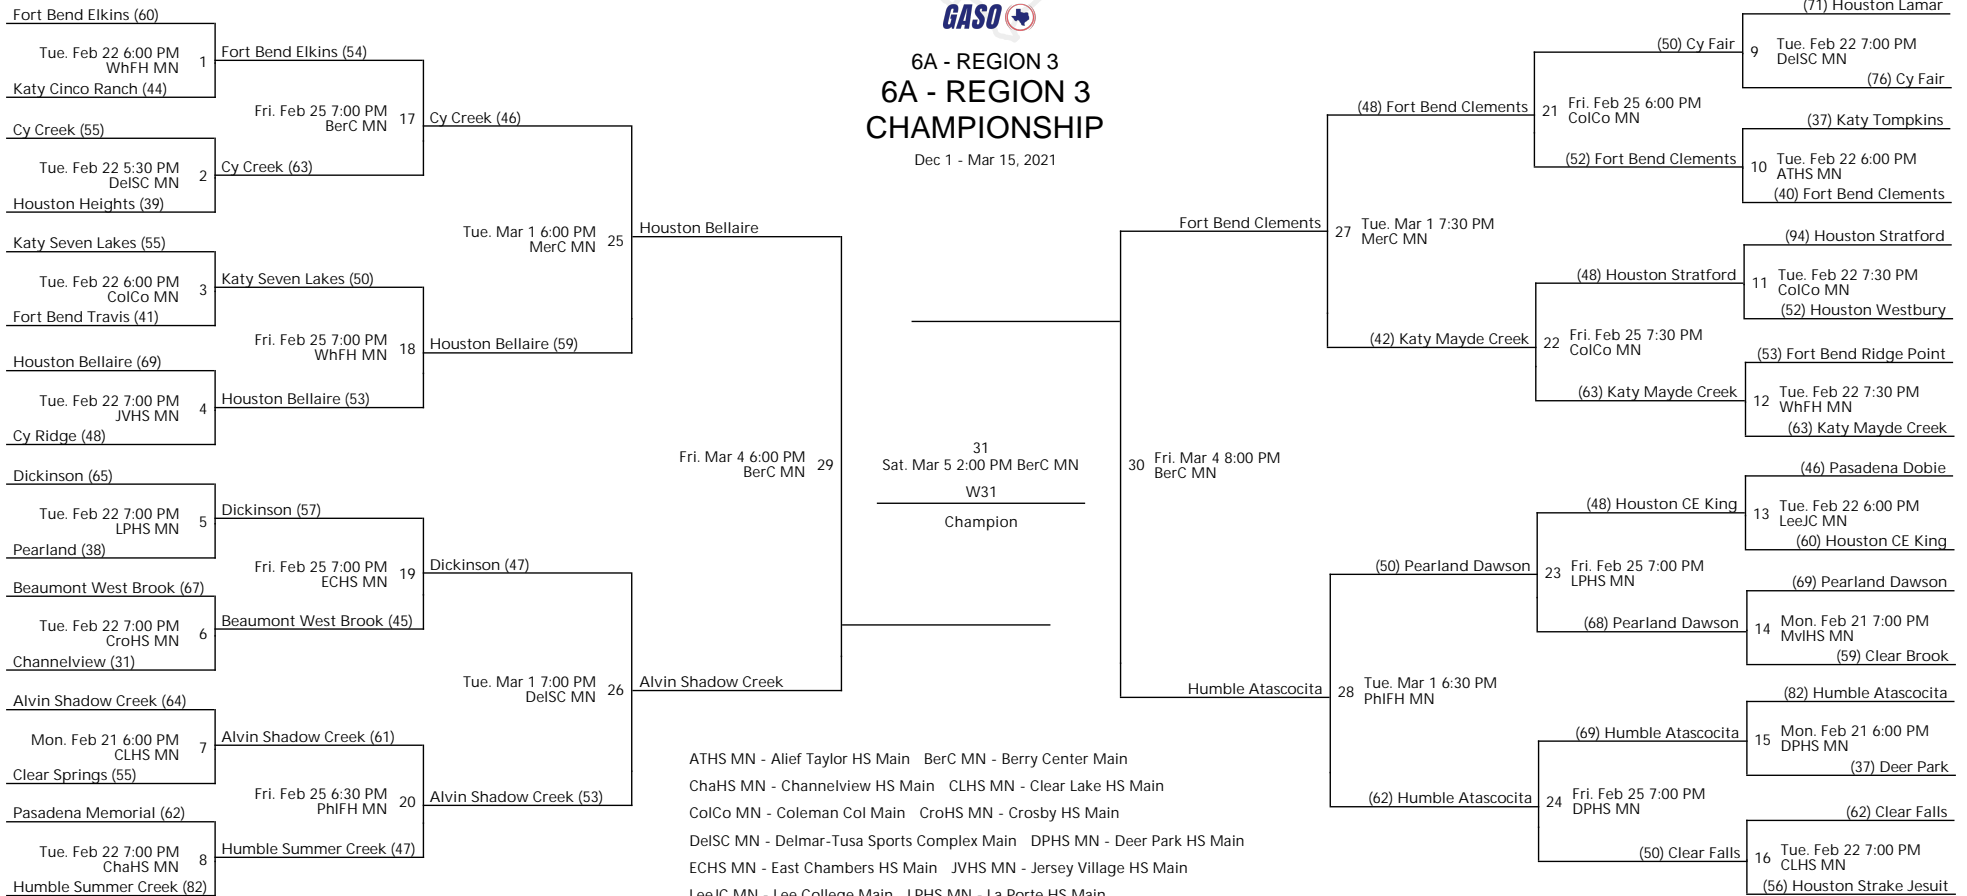 GASO
6A - REGION 3
6A - REGION 3
CHAMPIONSHIP
Dec 1 - Mar 15, 2021
Fort Bend Elkins (60)
Tue. Feb 22 6:00 PM
WhFH MN
1
Katy Cinco Ranch (44)
Fort Bend Elkins (54)
Cy Creek (55)
Tue. Feb 22 5:30 PM
DelSC MN
2
Houston Heights (39)
Cy Creek (63)
Fri. Feb 25 7:00 PM
BerC MN
17
Cy Creek (46)
Katy Seven Lakes (55)
Tue. Feb 22 6:00 PM
ColCo MN
3
Fort Bend Travis (41)
Katy Seven Lakes (50)
Houston Bellaire (69)
Tue. Feb 22 7:00 PM
JVHS MN
4
Cy Ridge (48)
Houston Bellaire (53)
Fri. Feb 25 7:00 PM
WhFH MN
18
Houston Bellaire (59)
Tue. Mar 1 6:00 PM
MerC MN
25
Houston Bellaire
Dickinson (65)
Tue. Feb 22 7:00 PM
LPHS MN
5
Pearland (38)
Dickinson (57)
Beaumont West Brook (67)
Tue. Feb 22 7:00 PM
CroHS MN
6
Channelview (31)
Beaumont West Brook (45)
Fri. Feb 25 7:00 PM
ECHS MN
19
Dickinson (47)
Alvin Shadow Creek (64)
Mon. Feb 21 6:00 PM
CLHS MN
7
Clear Springs (55)
Alvin Shadow Creek (61)
Pasadena Memorial (62)
Tue. Feb 22 7:00 PM
ChaHS MN
8
Humble Summer Creek (82)
Humble Summer Creek (47)
Fri. Feb 25 6:30 PM
PhIFH MN
20
Alvin Shadow Creek (53)
Tue. Mar 1 7:00 PM
DelSC MN
26
Alvin Shadow Creek
Fri. Mar 4 6:00 PM
BerC MN
29
31
Sat. Mar 5 2:00 PM BerC MN
W31
Champion
30
Fri. Mar 4 8:00 PM
BerC MN
Fort Bend Clements
27
Tue. Mar 1 7:30 PM
MerC MN
(48) Fort Bend Clements
21
Fri. Feb 25 6:00 PM
ColCo MN
(50) Cy Fair
(71) Houston Lamar
9
Tue. Feb 22 7:00 PM
DelSC MN
(76) Cy Fair
(52) Fort Bend Clements
(37) Katy Tompkins
10
Tue. Feb 22 6:00 PM
ATHS MN
(40) Fort Bend Clements
(42) Katy Mayde Creek
22
Fri. Feb 25 7:30 PM
ColCo MN
(48) Houston Stratford
(94) Houston Stratford
11
Tue. Feb 22 7:30 PM
ColCo MN
(52) Houston Westbury
(63) Katy Mayde Creek
(53) Fort Bend Ridge Point
12
Tue. Feb 22 7:30 PM
WhFH MN
(63) Katy Mayde Creek
Humble Atascocita
28
Tue. Mar 1 6:30 PM
PhIFH MN
(50) Pearland Dawson
23
Fri. Feb 25 7:00 PM
LPHS MN
(48) Houston CE King
(46) Pasadena Dobie
13
Tue. Feb 22 6:00 PM
LeeJC MN
(60) Houston CE King
(68) Pearland Dawson
(69) Pearland Dawson
14
Mon. Feb 21 7:00 PM
MvlHS MN
(59) Clear Brook
(62) Humble Atascocita
24
Fri. Feb 25 7:00 PM
DPHS MN
(69) Humble Atascocita
(82) Humble Atascocita
15
Mon. Feb 21 6:00 PM
DPHS MN
(37) Deer Park
(50) Clear Falls
(62) Clear Falls
16
Tue. Feb 22 7:00 PM
CLHS MN
(56) Houston Strake Jesuit
ATHS MN - Alief Taylor HS Main BerC MN - Berry Center Main
ChaHS MN - Channelview HS Main CLHS MN - Clear Lake HS Main
ColCo MN - Coleman Col Main CroHS MN - Crosby HS Main
DelSC MN - Delmar-Tusa Sports Complex Main DPHS MN - Deer Park HS Main
ECHS MN - East Chambers HS Main JVHS MN - Jersey Village HS Main
LeeJC MN - Lee College Main LPHS MN - La Porte HS Main